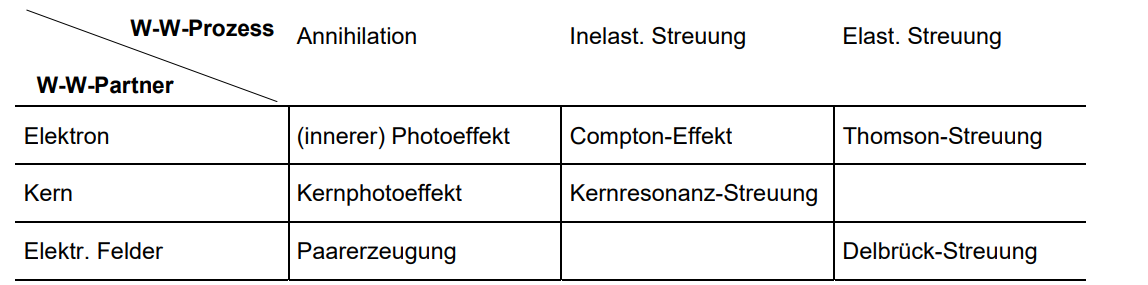 W-W-Prozess Annihilation Inelast. Streuung Elast. Streuung
W-W-Partner
Elektron (innerer) Photoeffekt Compton-Effekt Thomson-Streuung
Kern Kernphotoeffekt Kernresonanz-Streuung
Elektr. Felder Paarerzeugung Delbrück-Streuung